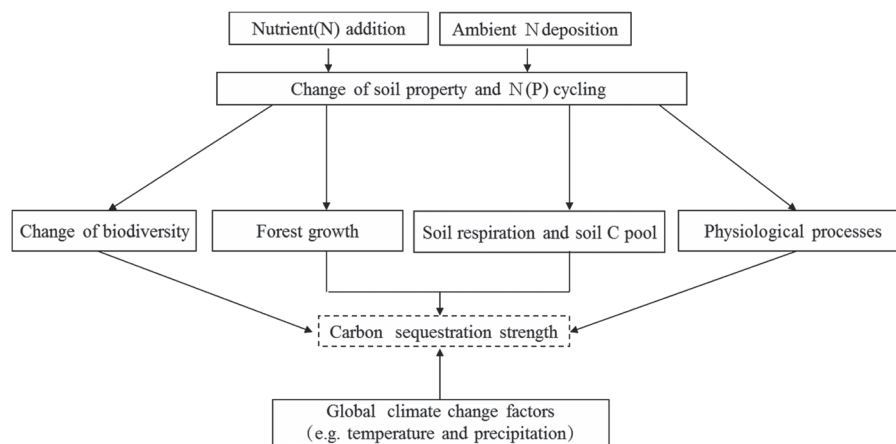 Nutrient(N) addition
Ambient N deposition
Change of soil property and N(P) cycling
Change of biodiversity
Forest growth
Soil respiration and soil C pool
Physiological processes
Carbon sequestration strength
Global climate change factors
(e.g. temperature and precipitation)